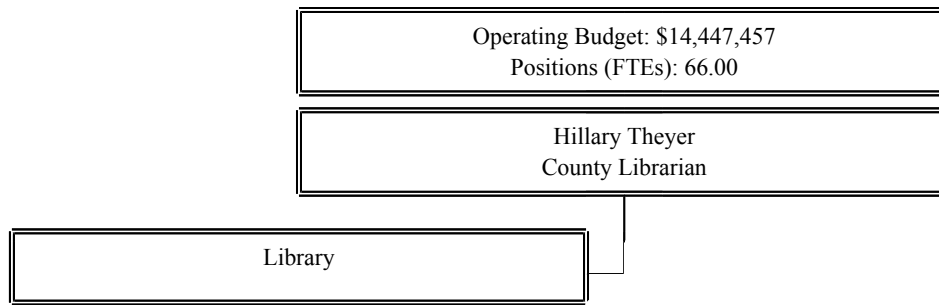 Operating Budget: $14,447,457
Positions (FTEs): 66.00
Hillary Theyer
County Librarian
Library